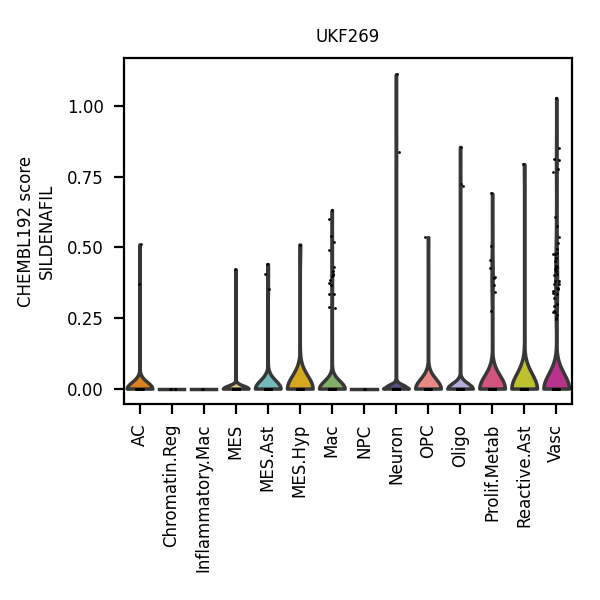 UKF269
CHEMBL192 score
SILDENAFIL
1.00
0.75
0.50
0.25
0.00
AC
Chromatin.Reg
Inflammatory.Mac
MES
MES.Ast
MES.Hyp
Mac
NPC
Neuron
OPC
Oligo
Prolif.Metab
Reactive.Ast
Vasc